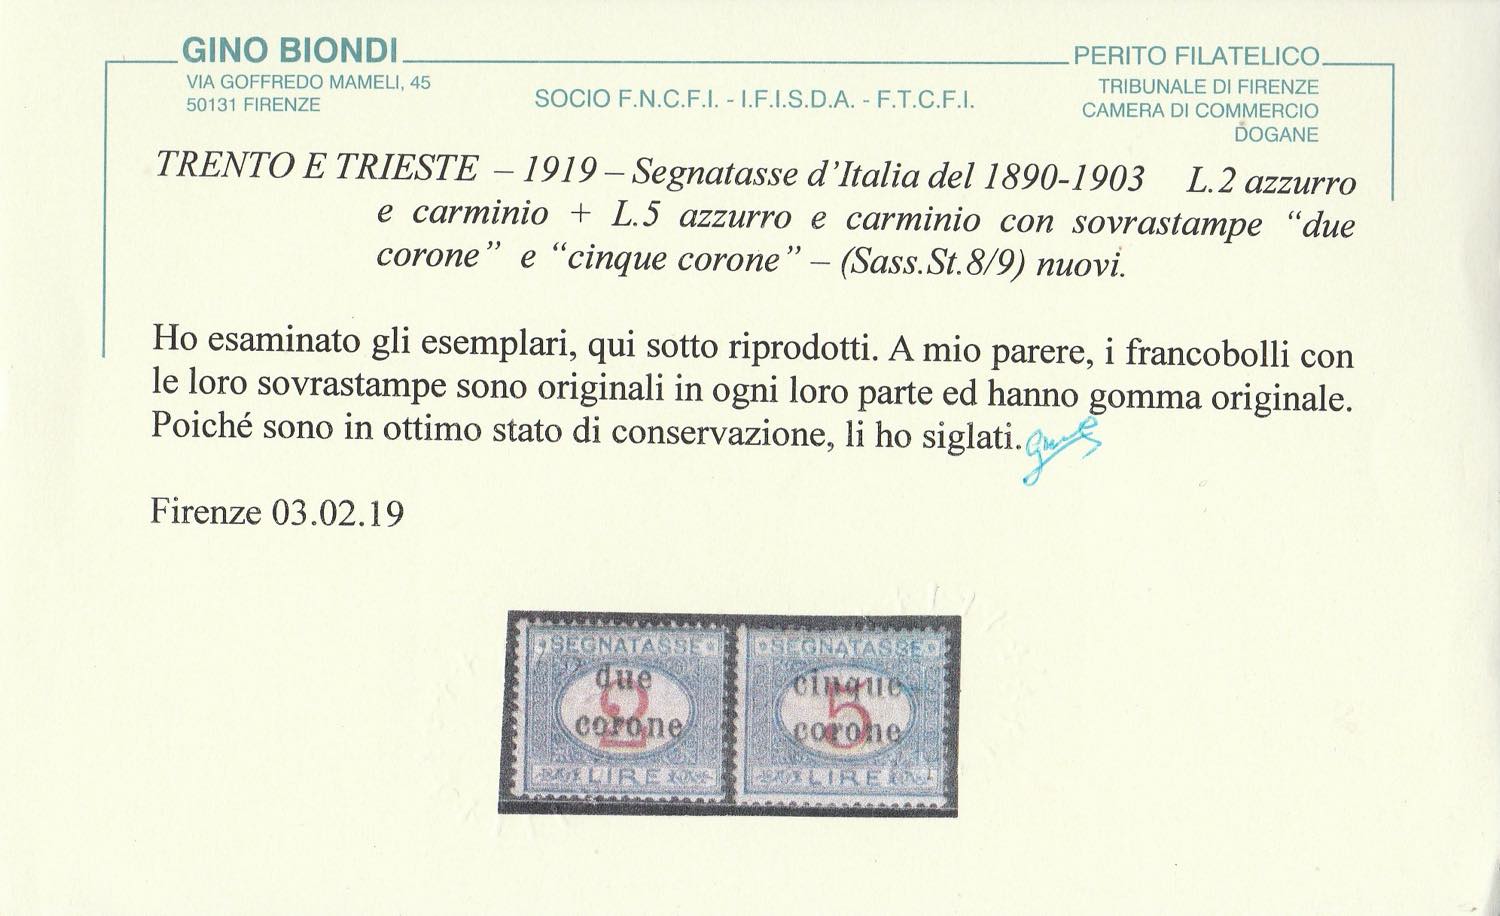 GINO BIONDI
VIA GOFFREDO MAMELI, 45
50131 FIRENZE
SOCIO F.N.C.F.I. - I.F.I.S.D.A. - F.T.C.F.I.
PERITO FILATELICO
TRIBUNALE DI FIRENZE
CAMERA DI COMMERCIO
DOGANE
TRENTO E TRIESTE – 1919 – Segnatasse d'Italia del 1890-1903 L.2 azzurro
e carminio + L.5 azzurro e carminio con sovrastampe “due
corone” e “cinque corone” – (Sass.St.8/9) nuovi.
Ho esaminato gli esemplari, qui sotto riprodotti. A mio parere, i francobolli con
le loro sovrastampe sono originali in ogni loro parte ed hanno gomma originale.
Poiché sono in ottimo stato di conservazione, li ho siglati.
Firenze 03.02.19
SEGNATASSE
due
2
corone
LIRE
SEGNATASSE
cinque
5
corone
LIRE